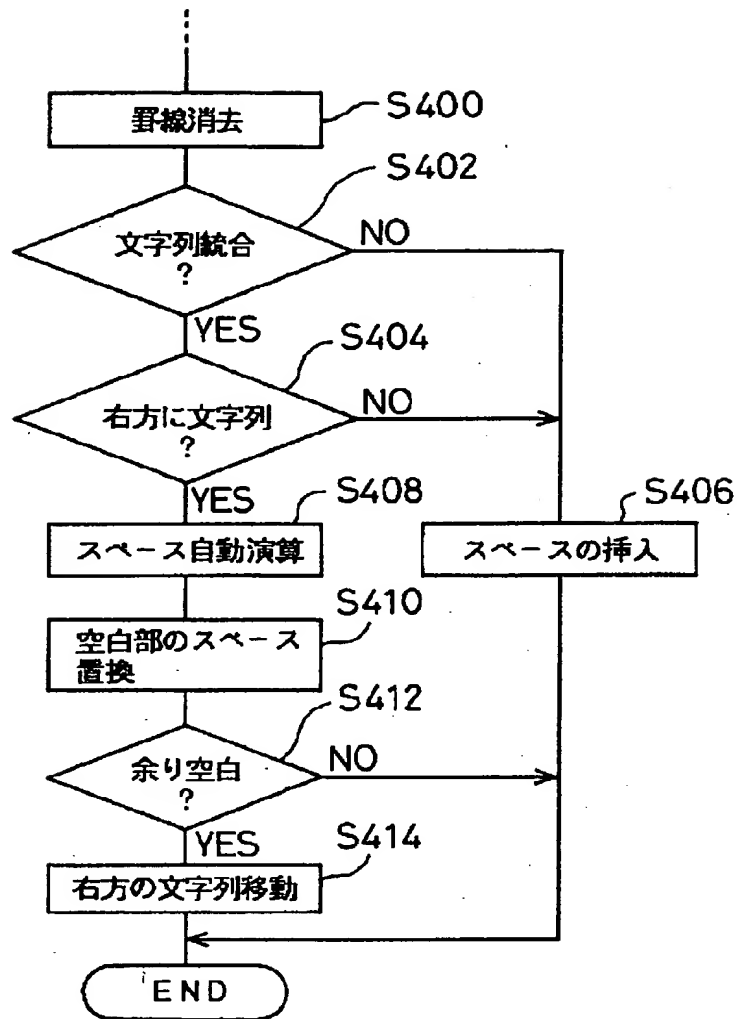 罫線消去
S400
S402
文字列統合
?
NO
YES
S404
右方に文字列
?
NO
YES
S408
S406
スペース自動演算
スペースの挿入
S410
空白部のスペース
置換
S412
余り空白
?
NO
YES
S414
右方の文字列移動
END